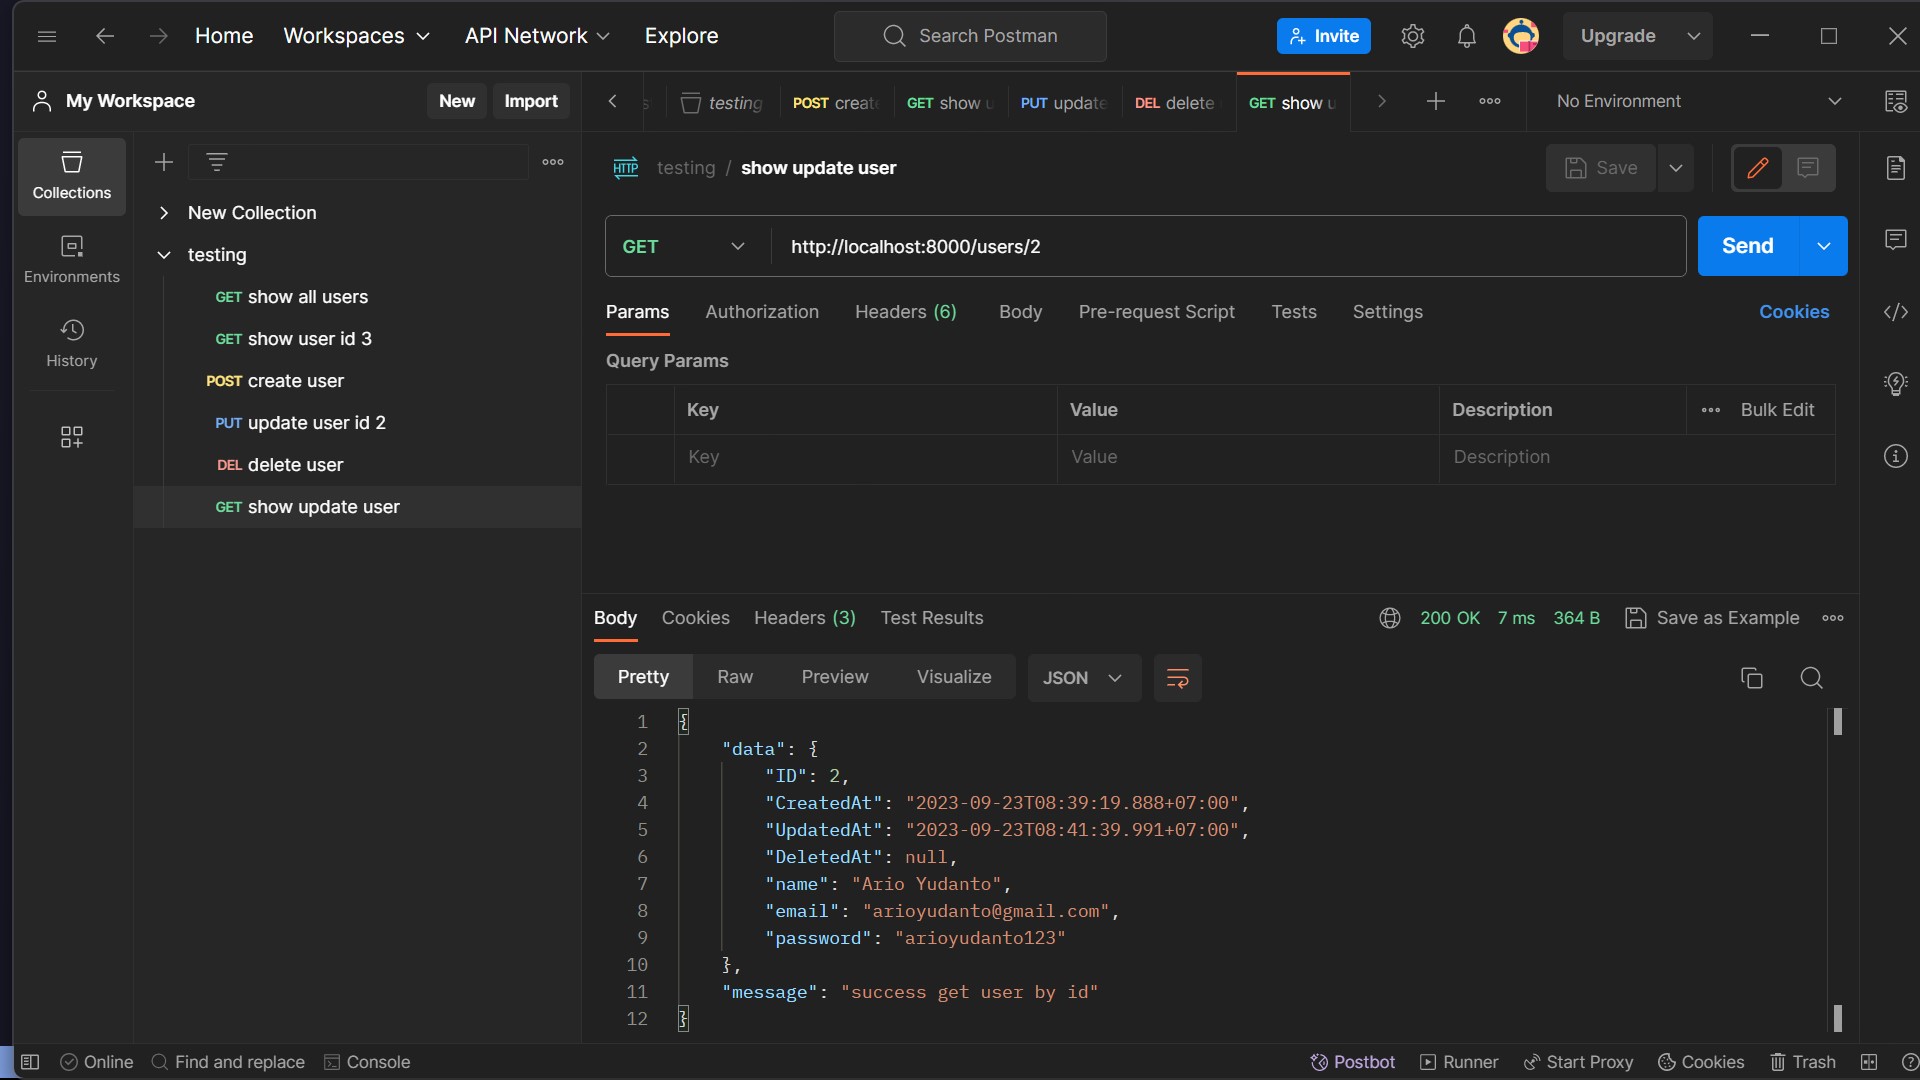 Home Workspaces API Network Explore Search Postman Invite Upgrade
My Workspace New Import
testing POST create GET show u PUT update DEL delete GET show u No Environment
Collections
Environments
History
New Collection
testing
GET show all users
GET show user id 3
POST create user
PUT update user id 2
DEL delete user
GET show update user
HTTP testing / show update user Save
GET http://localhost:8000/users/2 Send
Params Authorization Headers (6) Body Pre-request Script Tests Settings Cookies
Query Params
Key Value Description Bulk Edit
Key Value Description
Body Cookies Headers (3) Test Results 200 OK 7 ms 364 B Save as Example
Pretty Raw Preview Visualize JSON
1 {
2 "data": {
3 "ID": 2,
4 "CreatedAt": "2023-09-23T08:39:19.888+07:00",
5 "UpdatedAt": "2023-09-23T08:41:39.991+07:00",
6 "DeletedAt": null,
7 "name": "Ario Yudanto",
8 "email": "arioyudanto@gmail.com",
9 "password": "arioyudanto123"
10 },
11 "message": "success get user by id"
12 }
Online Find and replace Console Postbot Runner Start Proxy Cookies Trash